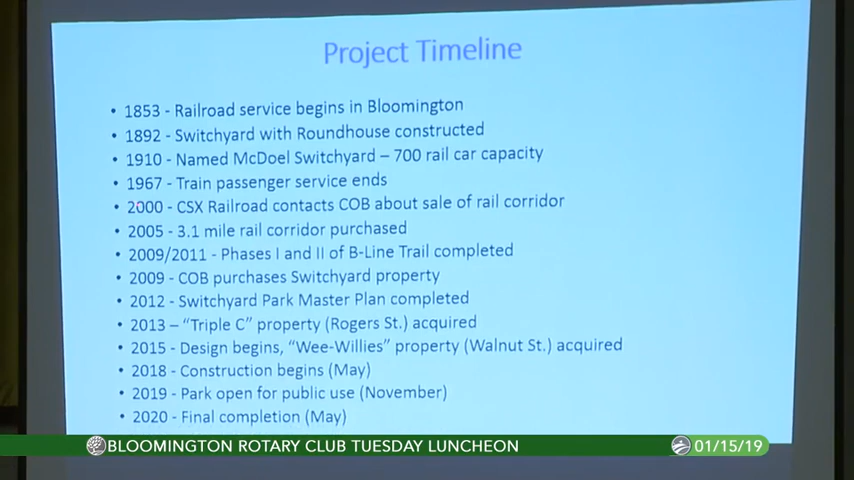 Project Timeline
• 1853 - Railroad service begins in Bloomington
• 1892 - Switchyard with Roundhouse constructed
• 1910 - Named McDoel Switchyard – 700 rail car capacity
• 1967 - Train passenger service ends
• 2000 - CSX Railroad contacts COB about sale of rail corridor
• 2005 - 3.1 mile rail corridor purchased
• 2009/2011 - Phases I and II of B-Line Trail completed
• 2009 - COB purchases Switchyard property
• 2012 - Switchyard Park Master Plan completed
• 2013 – “Triple C” property (Rogers St.) acquired
• 2015 - Design begins, “Wee-Willies” property (Walnut St.) acquired
• 2018 - Construction begins (May)
• 2019 - Park open for public use (November)
• 2020 - Final completion (May)
BLOOMINGTON ROTARY CLUB TUESDAY LUNCHEON 01/15/19